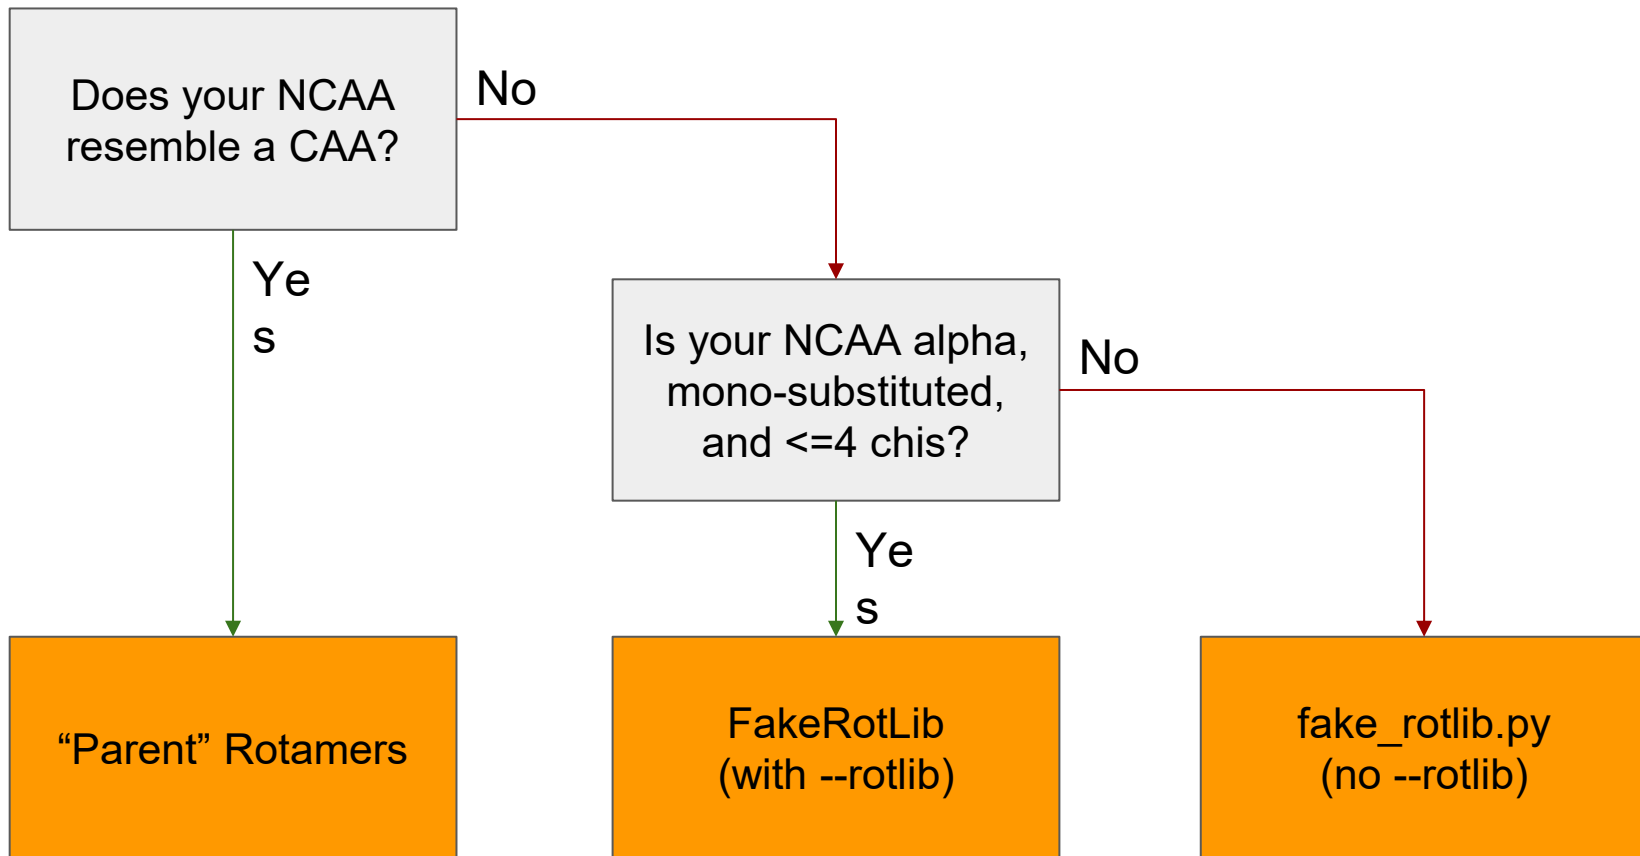 Does your NCAA
resemble a CAA?
No
Ye
s
Is your NCAA alpha,
mono-substituted,
and <=4 chis?
No
Ye
s
“Parent” Rotamers
FakeRotLib
(with --rotlib)
fake_rotlib.py
(no --rotlib)